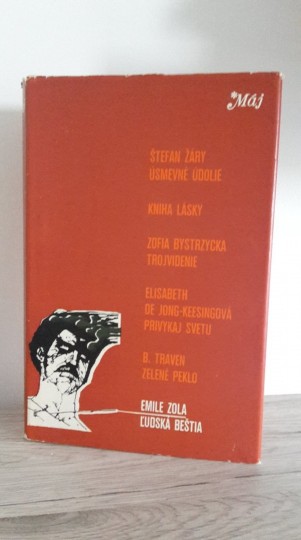 *Máj
ŠTEFAN ŽÁRY
ÚSMEVNÉ ÚDOLIE
KNIHA LÁSKY
ZOFIA BYSTRZYCKA
TROJVIDENIE
ELISABETH
DE JONG-KEESINGOVÁ
PRIVYKAJ SVETU
B. TRAVEN
ZELENÉ PEKLO
EMILE ZOLA
ĽUDSKÁ BEŠTIA